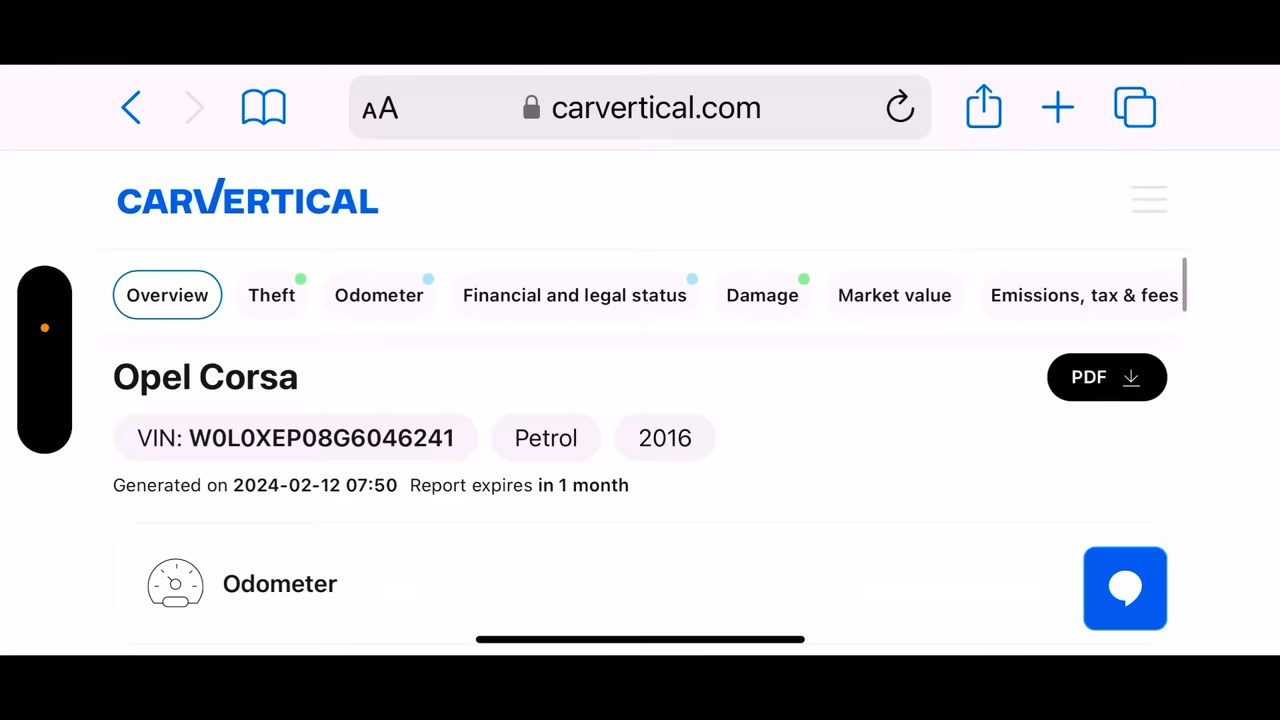 AA carvertical.com
CARVERTICAL
Overview Theft Odometer Financial and legal status Damage Market value Emissions, tax & fees
Opel Corsa
PDF
VIN: W0L0XEP08G6046241 Petrol 2016
Generated on 2024-02-12 07:50 Report expires in 1 month
Odometer